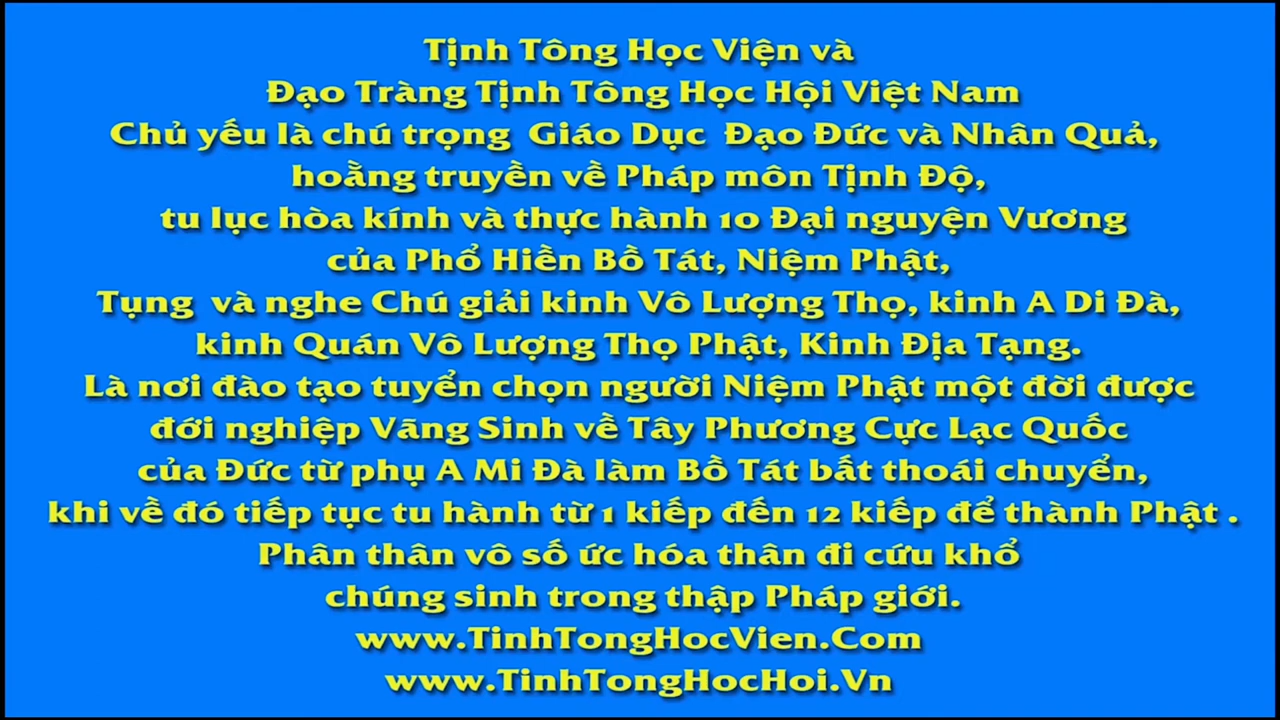 Tịnh Tông Học Viện và
Đạo Tràng Tịnh Tông Học Hội Việt Nam
Chủ yếu là chú trọng Giáo Dục Đạo Đức và Nhân Quả,
hoằng truyền về Pháp môn Tịnh Độ,
tu lục hòa kính và thực hành 10 Đại nguyện Vương
của Phổ Hiền Bồ Tát, Niệm Phật,
Tụng và nghe Chú giải kinh Vô Lượng Thọ, kinh A Di Đà,
kinh Quán Vô Lượng Thọ Phật, Kinh Địa Tạng.
Là nơi đào tạo tuyển chọn người Niệm Phật một đời được
đới nghiệp Vãng Sinh về Tây Phương Cực Lạc Quốc
của Đức từ phụ A Mi Đà làm Bồ Tát bất thoái chuyển,
khi về đó tiếp tục tu hành từ 1 kiếp đến 12 kiếp để thành Phật .
Phân thân vô số ức hóa thân đi cứu khổ
chúng sinh trong thập Pháp giới.
www.TinhTongHocVien.Com
www.TinhTongHocHoi.Vn